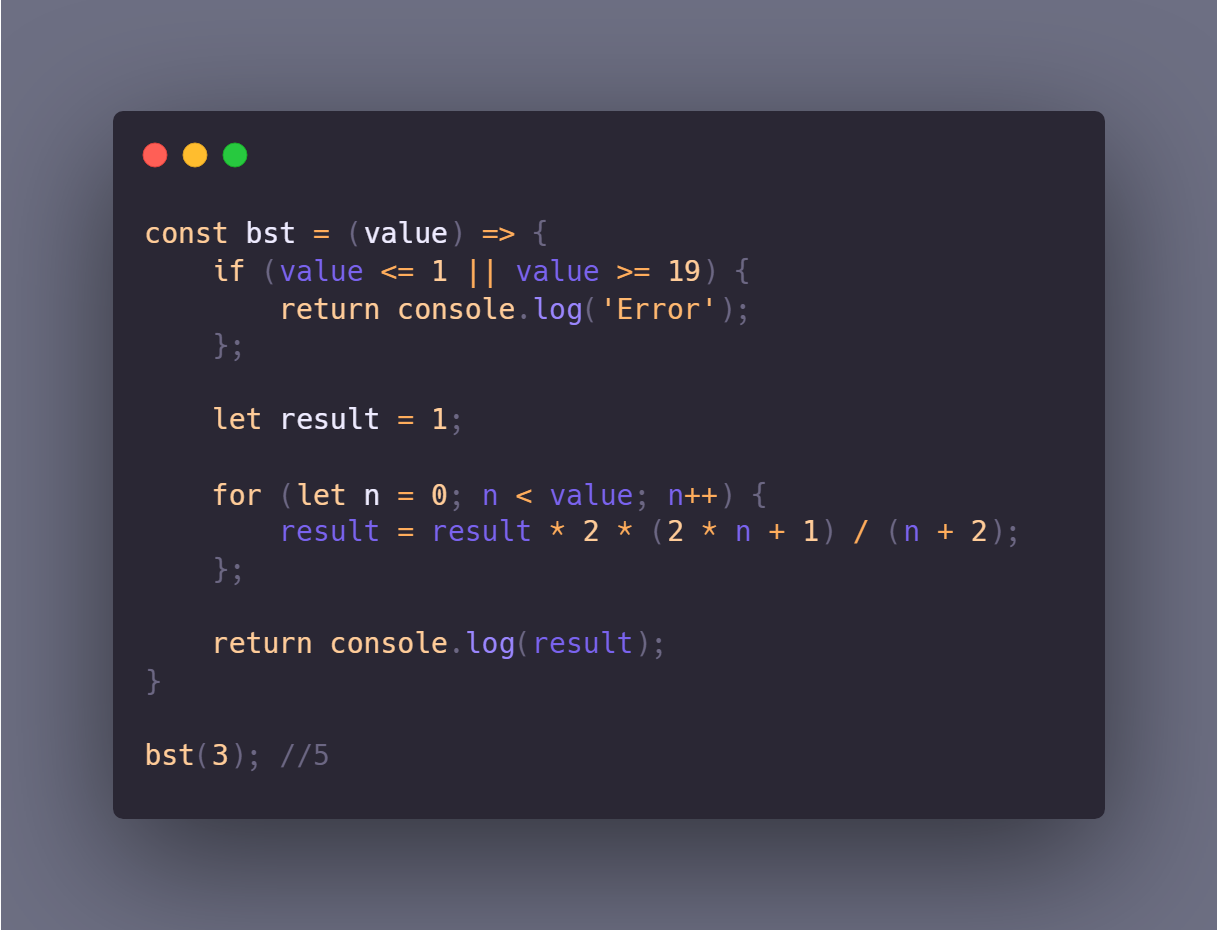 const bst = (value) => {
    if (value <= 1 || value >= 19) {
        return console.log('Error');
    };

    let result = 1;

    for (let n = 0; n < value; n++) {
        result = result * 2 * (2 * n + 1) / (n + 2);
    };

    return console.log(result);
}

bst(3); //5